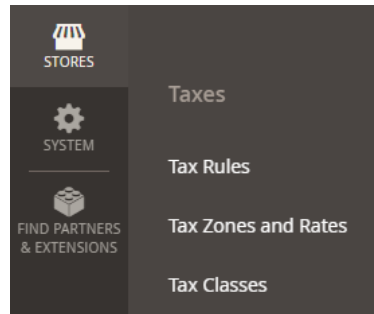 STORES
SYSTEM
FIND PARTNERS
& EXTENSIONS
Taxes
Tax Rules
Tax Zones and Rates
Tax Classes